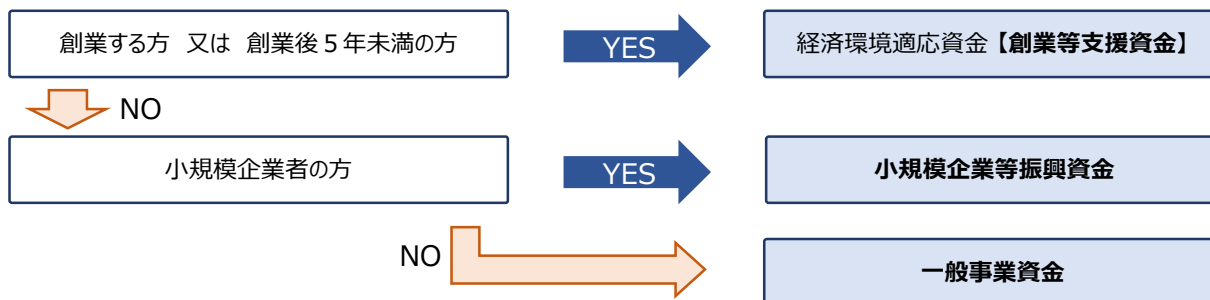 創業する方 又は 創業後５年未満の方
YES
経済環境適応資金【創業等支援資金】
NO
小規模企業者の方
YES
小規模企業等振興資金
NO
一般事業資金